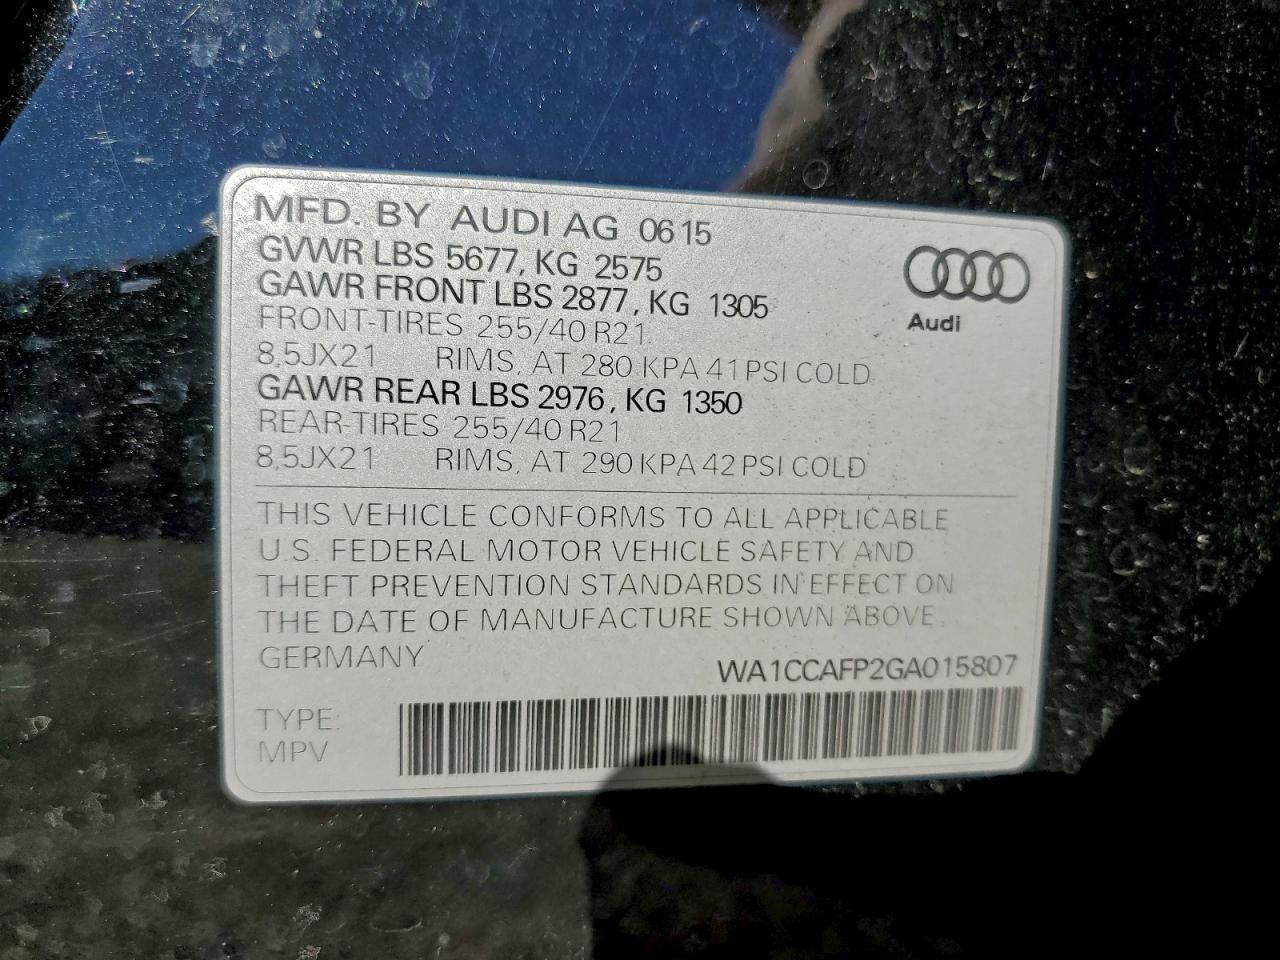 MFD. BY AUDI AG 0615
GVWR LBS 5677, KG 2575
GAWR FRONT LBS 2877, KG 1305
FRONT-TIRES 255/40 R21
8,5JX21 RIMS, AT 280 KPA 41 PSI COLD
GAWR REAR LBS 2976, KG 1350
REAR-TIRES 255/40 R21
8,5JX21 RIMS, AT 290 KPA 42 PSI COLD
Audi
THIS VEHICLE CONFORMS TO ALL APPLICABLE
U.S. FEDERAL MOTOR VEHICLE SAFETY AND
THEFT PREVENTION STANDARDS IN EFFECT ON
THE DATE OF MANUFACTURE SHOWN ABOVE.
GERMANY
WA1CCAFP2GA015807
TYPE:
MPV